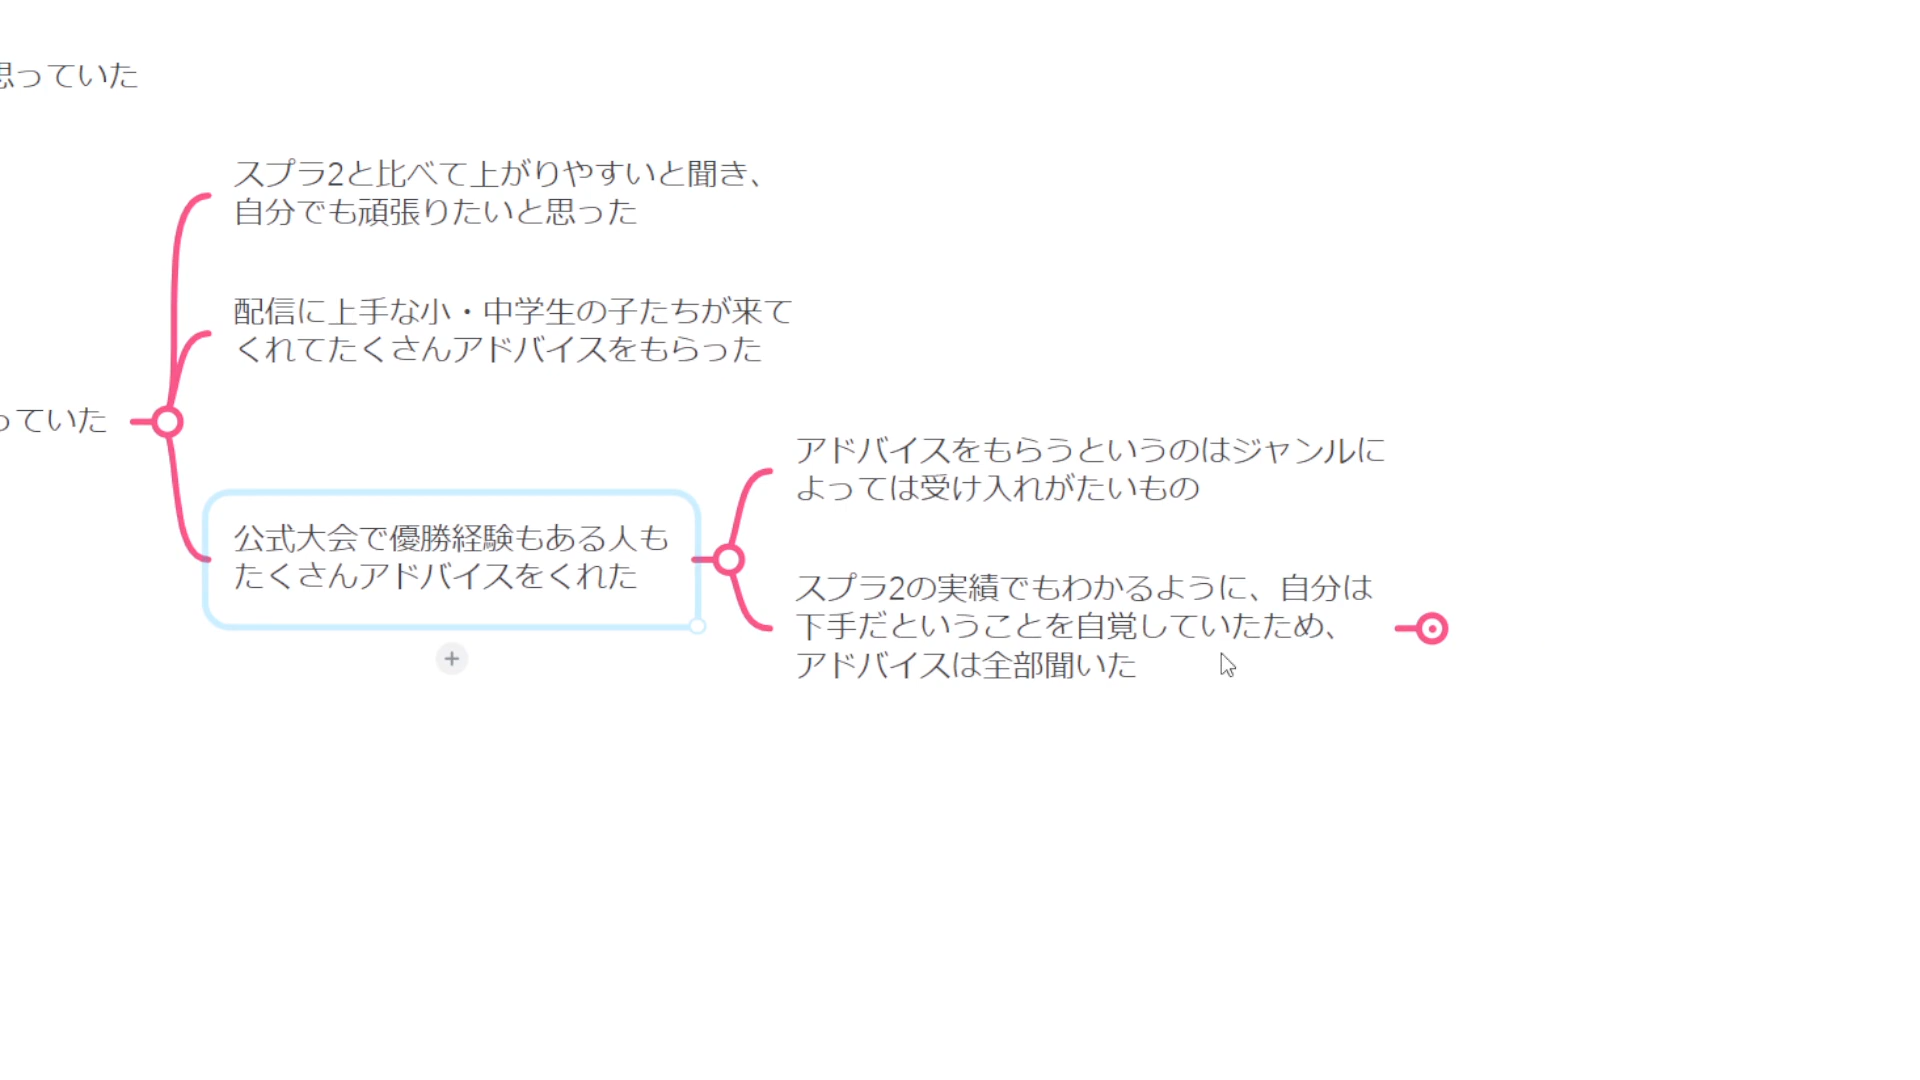 思っていた
スプラ2と比べて上がりやすいと聞き、
自分でも頑張りたいと思った
配信に上手な小・中学生の子たちが来て
くれてたくさんアドバイスをもらった
っていた
公式大会で優勝経験もある人も
たくさんアドバイスをくれた
アドバイスをもらうというのはジャンルに
よっては受け入れがたいもの
スプラ2の実績でもわかるように、自分は
下手だということを自覚していたため、
アドバイスは全部聞いた